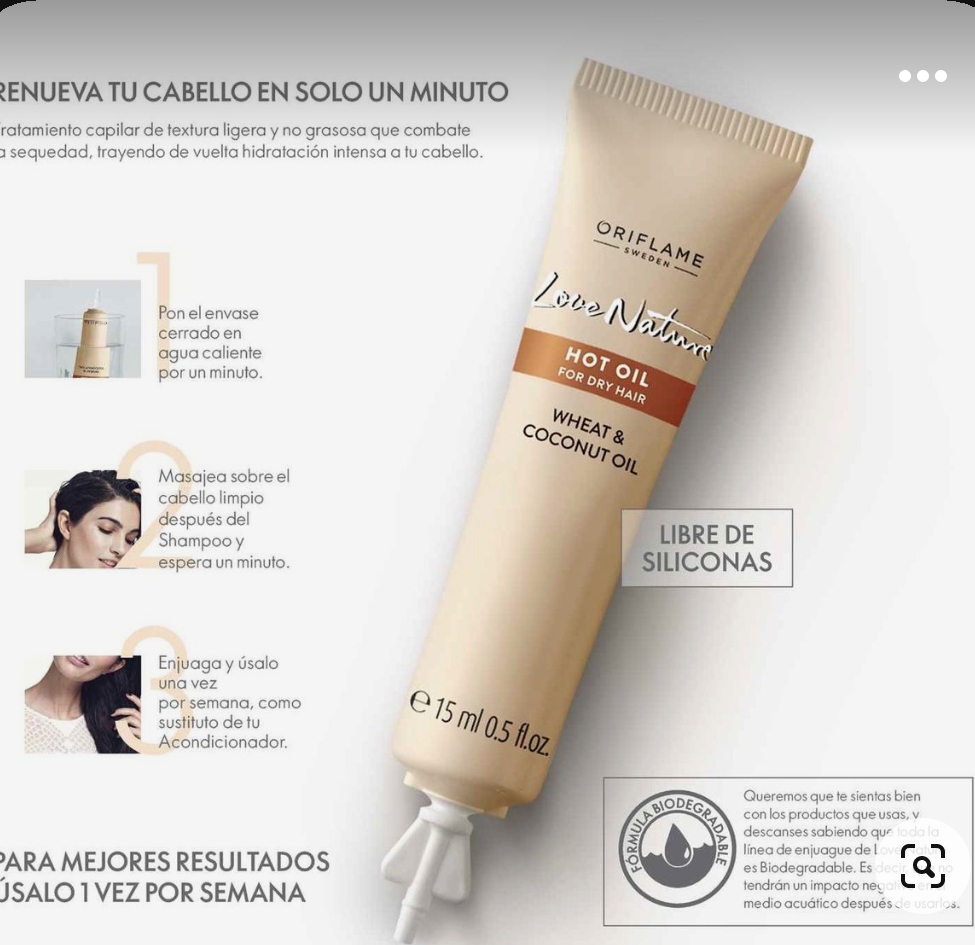 RENUEVA TU CABELLO EN SOLO UN MINUTO
ratamiento capilar de textura ligera y no grasosa que combate
a sequedad, trayendo de vuelta hidratación intensa a tu cabello.
1
Pon el envase
cerrado en
agua caliente
por un minuto.
2
Masajea sobre el
cabello limpio
después del
Shampoo y
espera un minuto.
3
Enjuaga y úsalo
una vez
por semana, como
sustituto de tu
Acondicionador.
PARA MEJORES RESULTADOS
ÚSALO 1 VEZ POR SEMANA
ORIFLAME
SWEDEN
Love Nature
HOT OIL
FOR DRY HAIR
WHEAT &
COCONUT OIL
℮ 15 ml 0.5 fl.oz.
LIBRE DE
SILICONAS
FÓRMULA BIODEGRADABLE
Queremos que te sientas bien
con los productos que usas, y
descanses sabiendo que toda la
línea de enjuague de
es Biodegradable. Es decir no
tendrán un impacto
medio acuático después de usarlos.